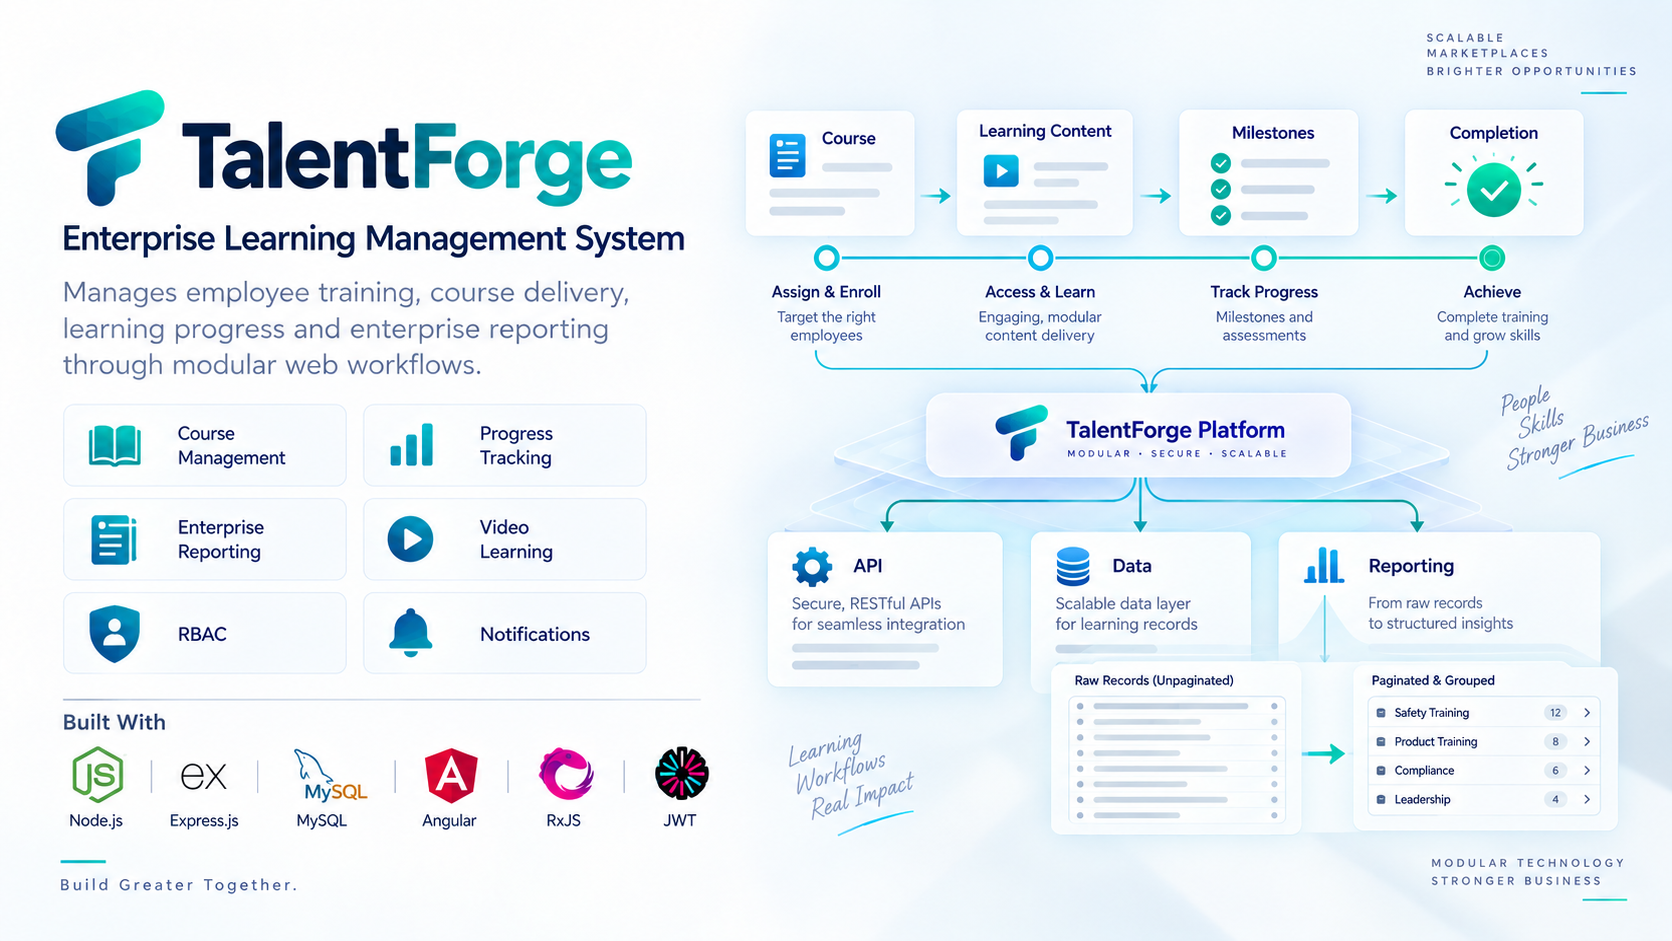 SCALABLE
MARKETPLACES
BRIGHTER OPPORTUNITIES
TalentForge
Enterprise Learning Management System
Manages employee training, course delivery,
learning progress and enterprise reporting
through modular web workflows.
Course
Management
Progress
Tracking
Enterprise
Reporting
Video
Learning
RBAC
Notifications
Built With
JS
ex
MySQL
A
Node.js
Express.js
MySQL
Angular
RxJS
JWT
Build Greater Together.
Course
Learning Content
Milestones
Completion
Assign & Enroll
Target the right
employees
Access & Learn
Engaging, modular
content delivery
Track Progress
Milestones and
assessments
Achieve
Complete training
and grow skills
TalentForge Platform
MODULAR • SECURE • SCALABLE
People
Skills
Stronger Business
API
Secure, RESTful APIs
for seamless integration
Data
Scalable data layer
for learning records
Reporting
From raw records
to structured insights
Raw Records (Unpaginated)
Paginated & Grouped
Safety Training 12
Product Training 8
Compliance 6
Leadership 4
Learning
Workflows
Real Impact
MODULAR TECHNOLOGY
STRONGER BUSINESS